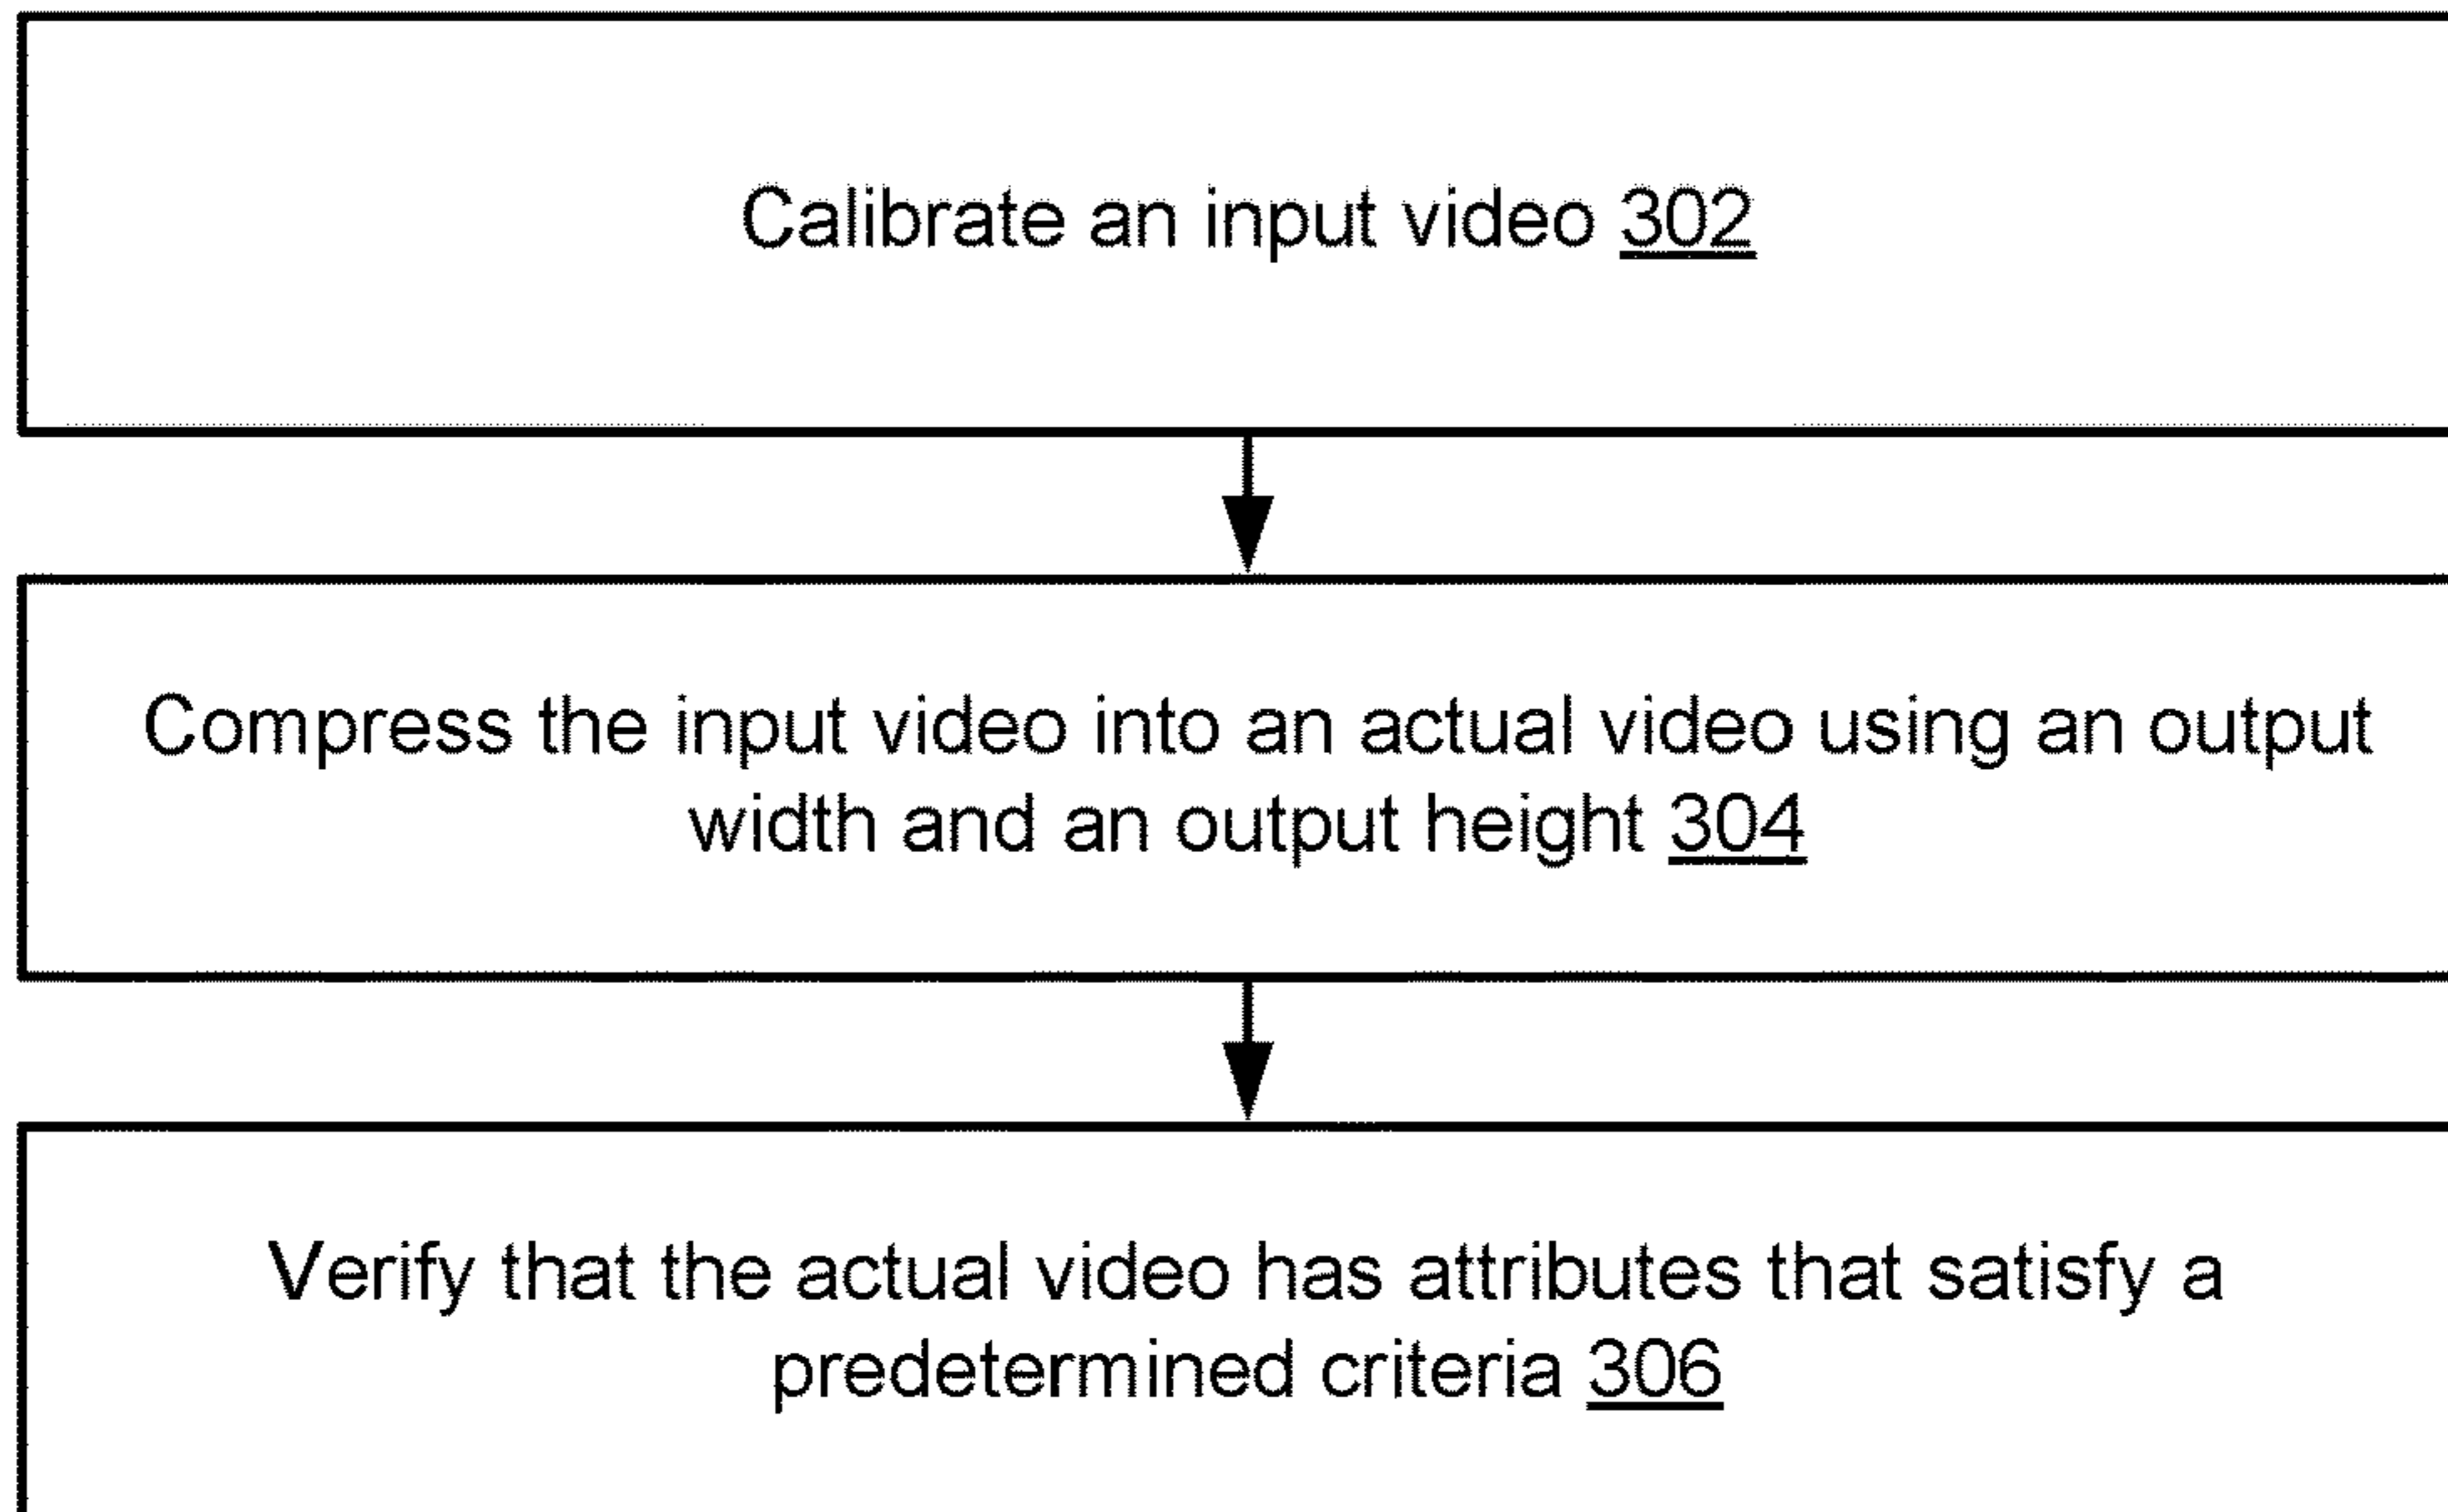 Calibrate an input video 302
Compress the input video into an actual video using an output
width and an output height 304
Verify that the actual video has attributes that satisfy a
predetermined criteria 306